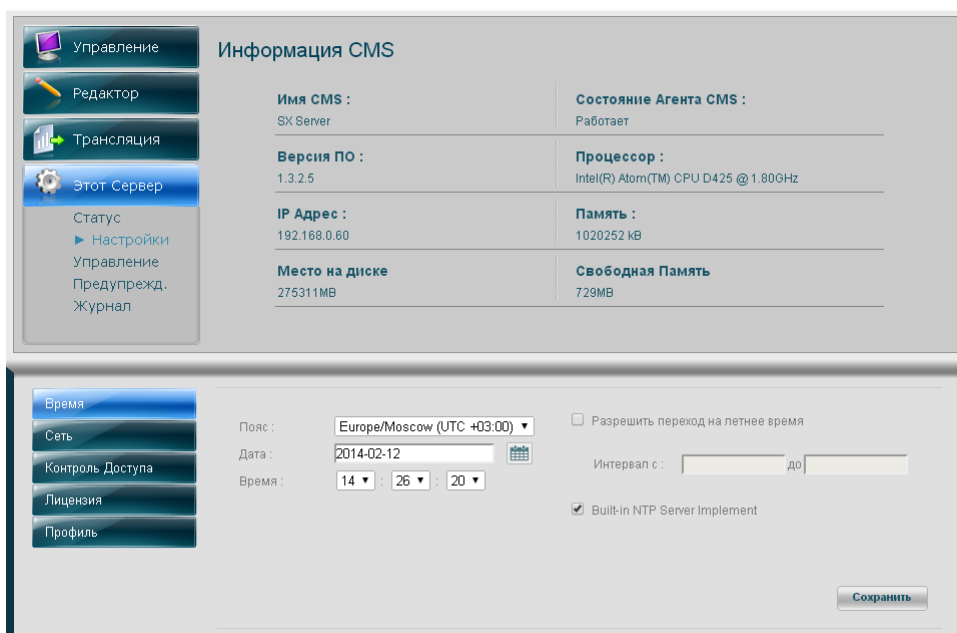 Управление
Редактор
Трансляция
Этот Сервер
Статус
► Настройки
Управление
Предупрежд.
Журнал
Информация CMS
Имя CMS :
SX Server
Состояние Агента CMS :
Работает
Версия ПО :
1.3.2.5
Процессор :
Intel(R) Atom(TM) CPU D425 @ 1.80GHz
IP Адрес :
192.168.0.60
Память :
1020252 kB
Место на диске
275311MB
Свободная Память
729MB
Время
Сеть
Контроль Доступа
Лицензия
Профиль
Пояс : Europe/Moscow (UTC +03:00) ▼
Дата : 2014-02-12
Время : 14 ▼ : 26 ▼ : 20 ▼
Разрешить переход на летнее время
Интервал с : до
Built-in NTP Server Implement
Сохранить